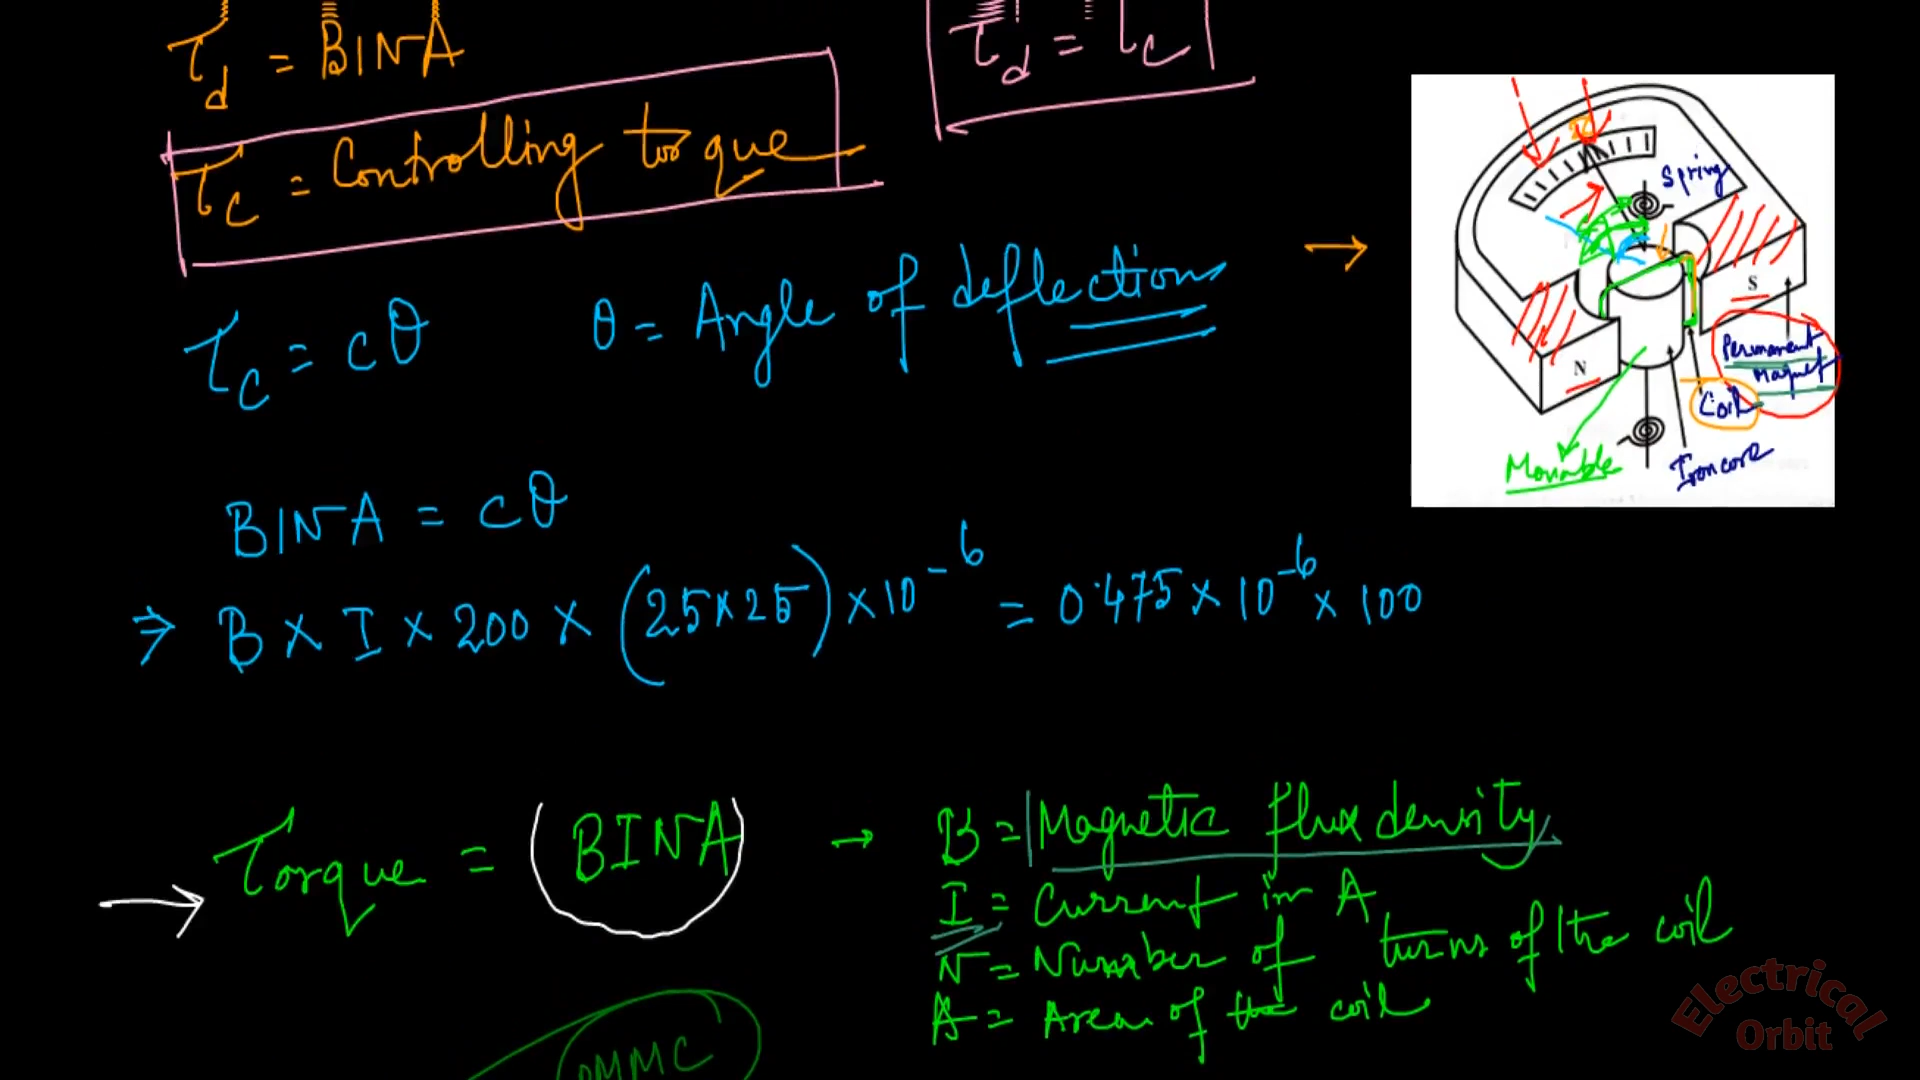 τd = BINA
τd = τc
τc = Controlling torque
τc = cθ θ = Angle of deflection
BINA = cθ
⇒ B × I × 200 × (25×25) × 10⁻⁶ = 0.475 × 10⁻⁶ × 100
Torque = (BINA) → B = Magnetic flux density
I = Current in A
N = Number of turns of the coil
A = Area of the coil
PMMC
Spring
S
Permanent
Magnet
N
Coil
Movable
Iron core
Electrical
Orbit